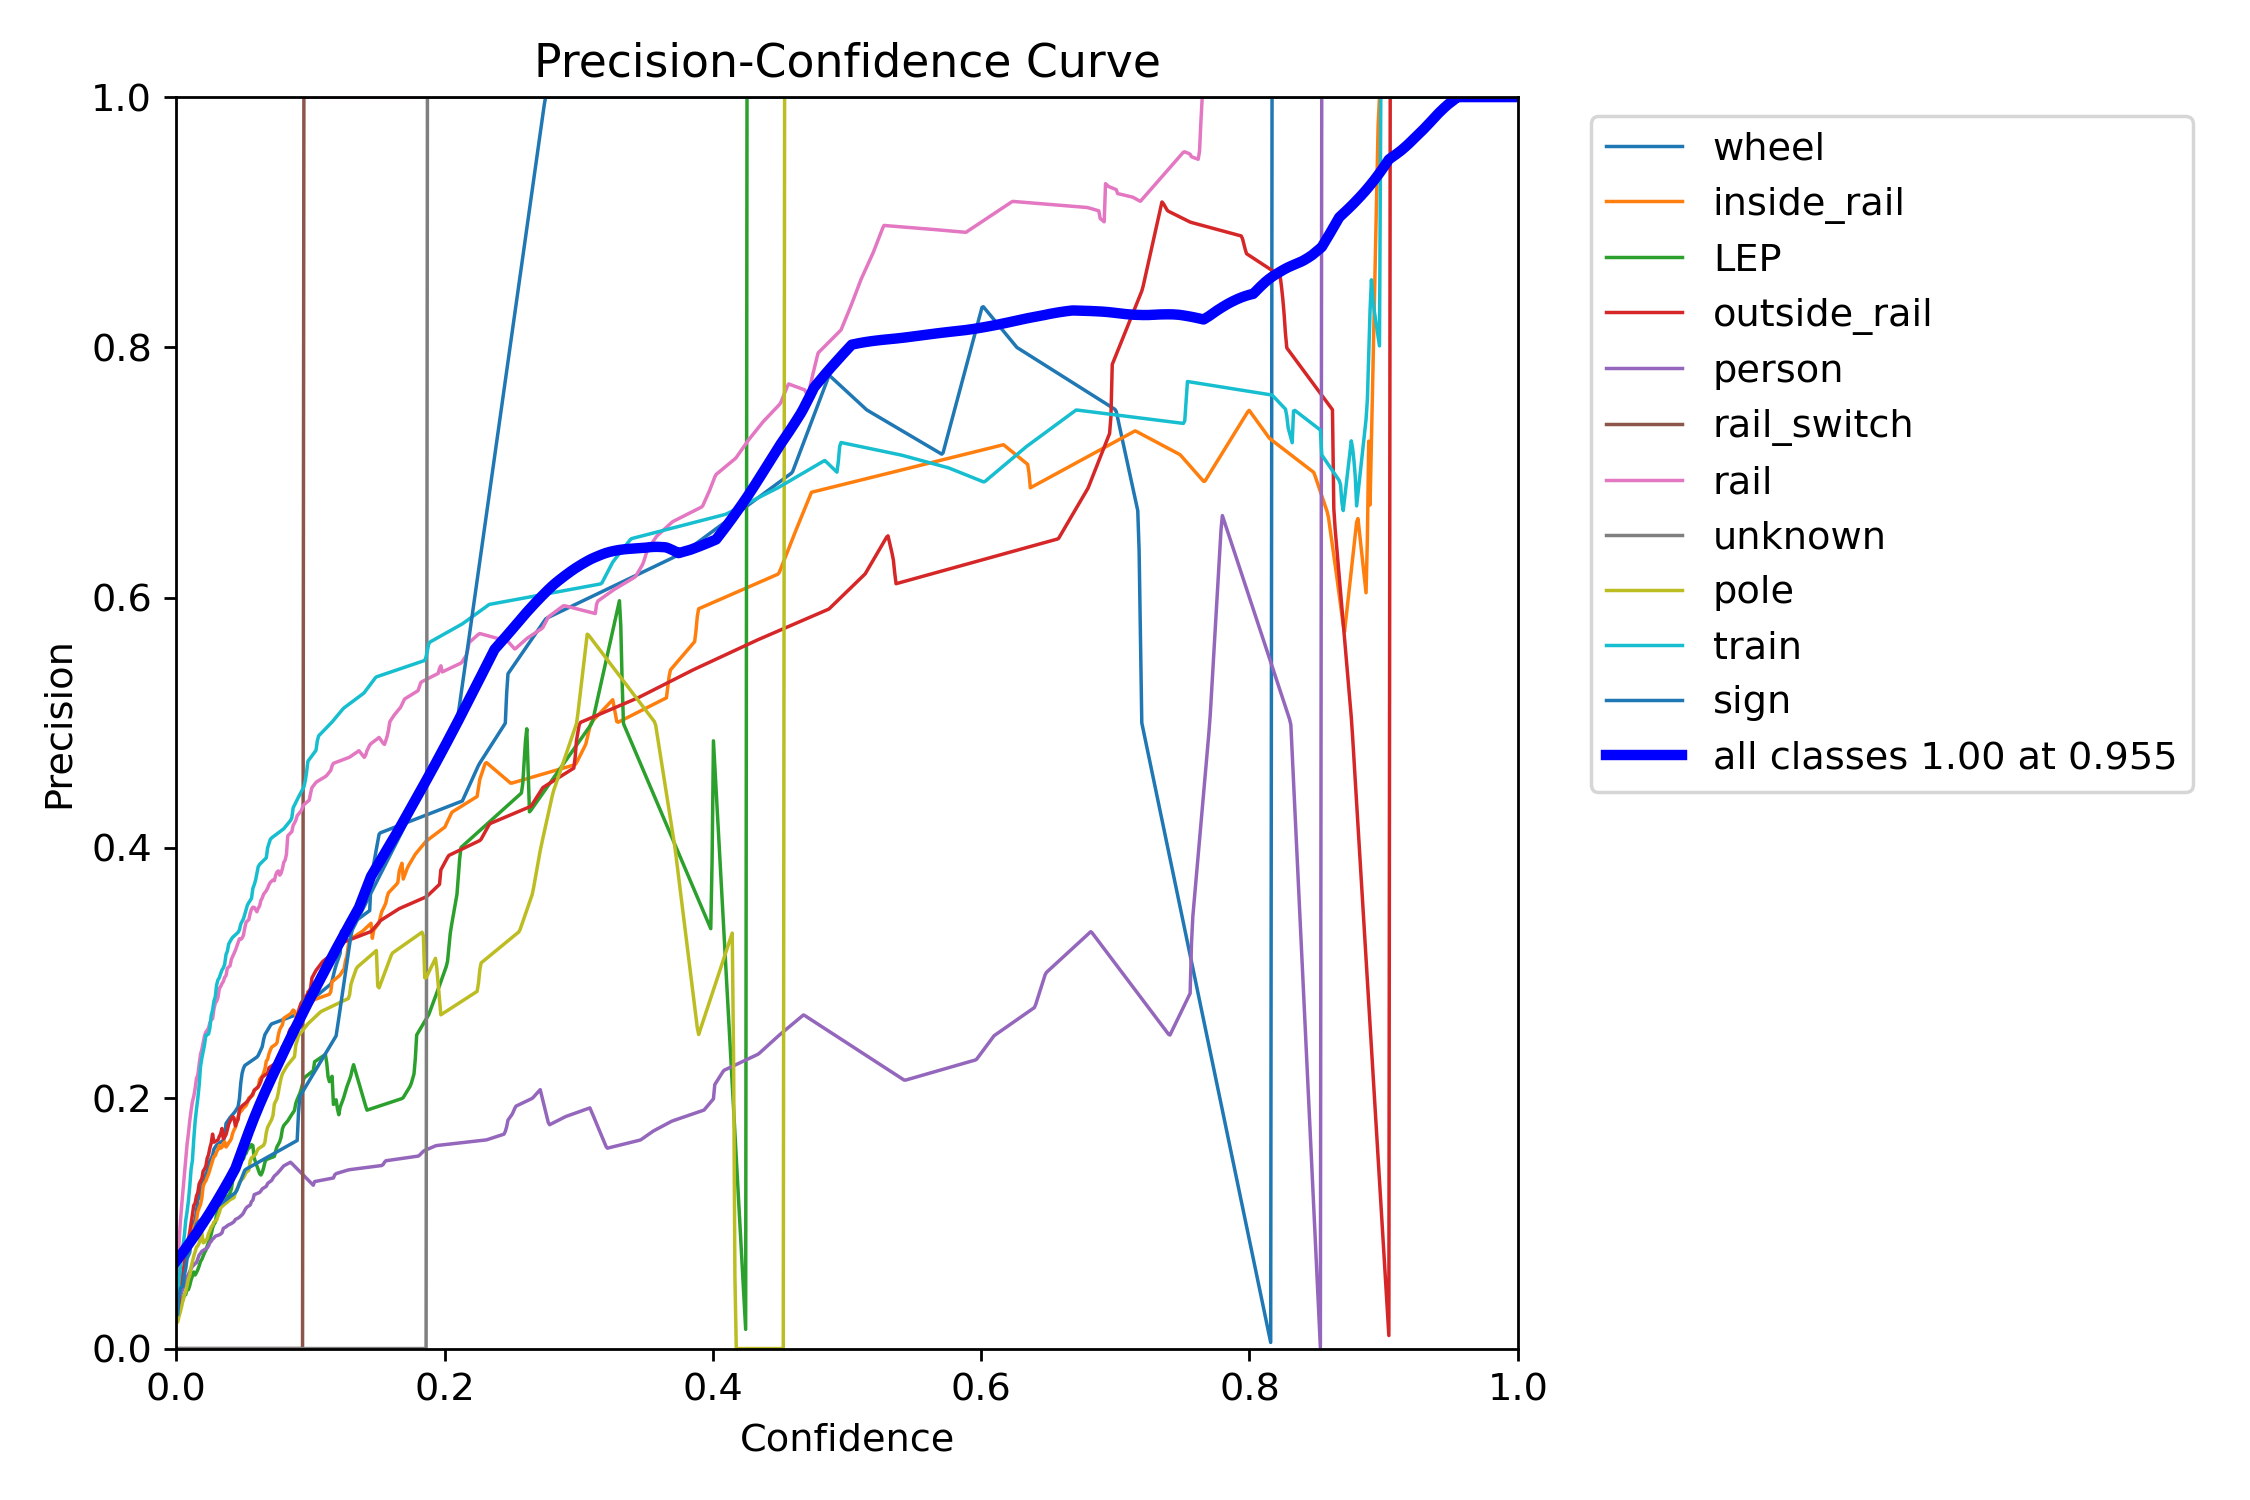 Precision-Confidence Curve
1.0
0.8
0.6
0.4
0.2
0.0
Precision
0.0 0.2 0.4 0.6 0.8 1.0
Confidence
wheel
inside_rail
LEP
outside_rail
person
rail_switch
rail
unknown
pole
train
sign
all classes 1.00 at 0.955